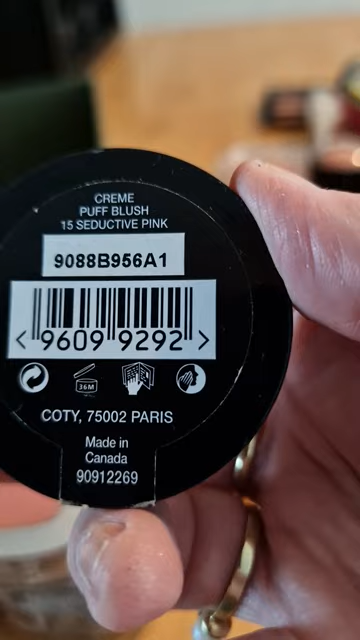 CREME
PUFF BLUSH
15 SEDUCTIVE PINK
9088B956A1
<9609 9292>
36M
COTY, 75002 PARIS
Made in
Canada
90912269